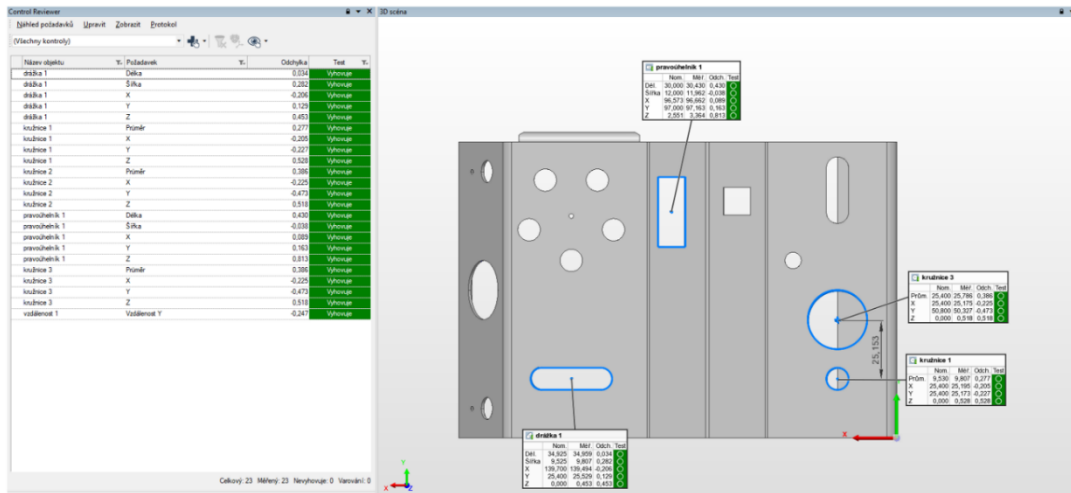 Control Reviewer
Náhled požadavků Upravit Zobrazit Protokol
(Všechny kontroly)
Název objektu Požadavek Odchylka Test
drážka 1 Délka 0,034 Vyhovuje
drážka 1 Šířka 0,282 Vyhovuje
drážka 1 X -0,206 Vyhovuje
drážka 1 Y 0,129 Vyhovuje
drážka 1 Z 0,453 Vyhovuje
kružnice 1 Průměr 0,277 Vyhovuje
kružnice 1 X -0,205 Vyhovuje
kružnice 1 Y -0,227 Vyhovuje
kružnice 1 Z 0,528 Vyhovuje
kružnice 2 Průměr 0,386 Vyhovuje
kružnice 2 X -0,225 Vyhovuje
kružnice 2 Y -0,473 Vyhovuje
kružnice 2 Z 0,518 Vyhovuje
pravoúhelník 1 Délka 0,430 Vyhovuje
pravoúhelník 1 Šířka -0,038 Vyhovuje
pravoúhelník 1 X 0,089 Vyhovuje
pravoúhelník 1 Y 0,163 Vyhovuje
pravoúhelník 1 Z 0,813 Vyhovuje
kružnice 3 Průměr 0,386 Vyhovuje
kružnice 3 X -0,225 Vyhovuje
kružnice 3 Y -0,473 Vyhovuje
kružnice 3 Z 0,518 Vyhovuje
vzdálenost 1 Vzdálenost Y -0,247 Vyhovuje
Celkový: 23 Měřený: 23 Nevyhovuje: 0 Varování: 0
3D scéna
pravoúhelník 1
Nom. Měř. Odch. Test
Dél. 30,000 30,430 0,430
Šířka 12,000 11,962 -0,038
X 96,573 96,662 0,089
Y 97,000 97,163 0,163
Z 2,551 3,364 0,813
kružnice 3
Nom. Měř. Odch. Test
Prům. 25,400 25,786 0,386
X 25,400 25,175 -0,225
Y 50,800 50,327 -0,473
Z 0,000 0,518 0,518
25,153
kružnice 1
Nom. Měř. Odch. Test
Prům. 9,530 9,807 0,277
X 25,400 25,195 -0,205
Y 25,400 25,173 -0,227
Z 0,000 0,528 0,528
X
drážka 1
Nom. Měř. Odch. Test
Dél. 34,925 34,959 0,034
Šířka 9,525 9,807 0,282
X 139,700 139,494 -0,206
Y 25,400 25,529 0,129
Z 0,000 0,453 0,453
Y
X Z